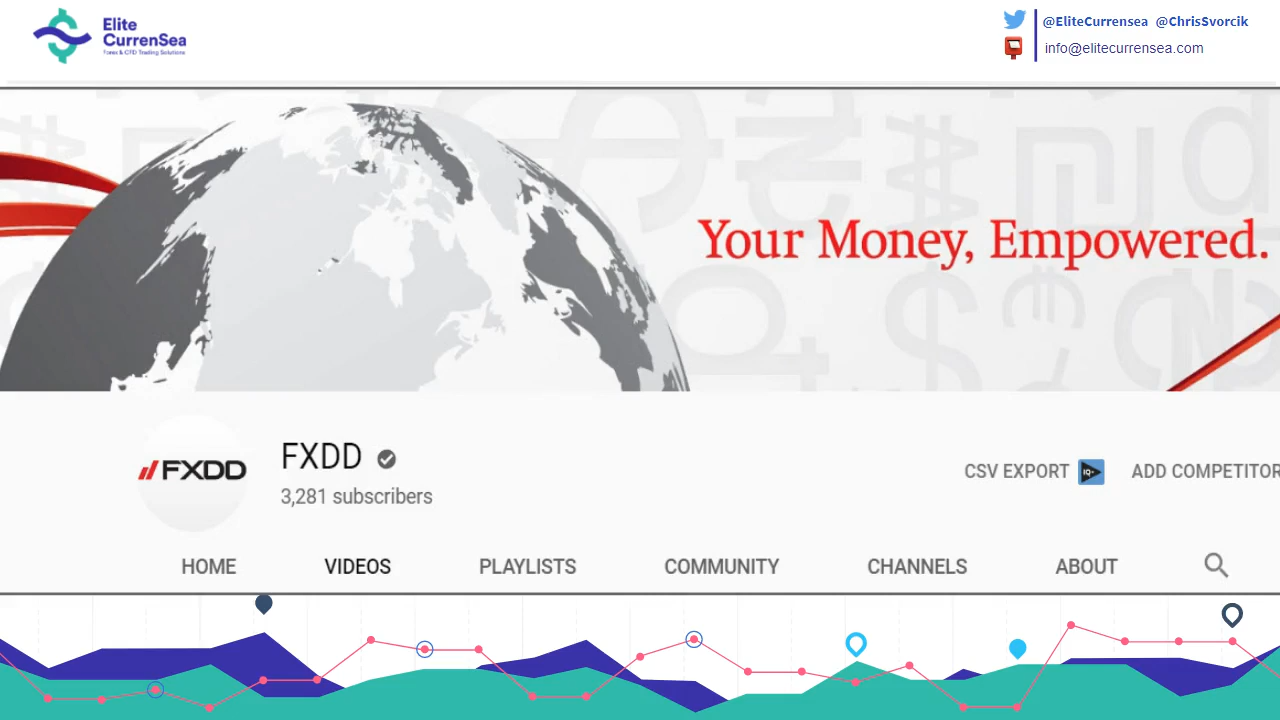 Elite
CurrenSea
Forex & CFD Trading Solutions
@EliteCurrensea @ChrisSvorcik
info@elitecurrensea.com
Your Money, Empowered.
FXDD
FXDD
3,281 subscribers
CSV EXPORT IQ ADD COMPETITOR
HOME VIDEOS PLAYLISTS COMMUNITY CHANNELS ABOUT